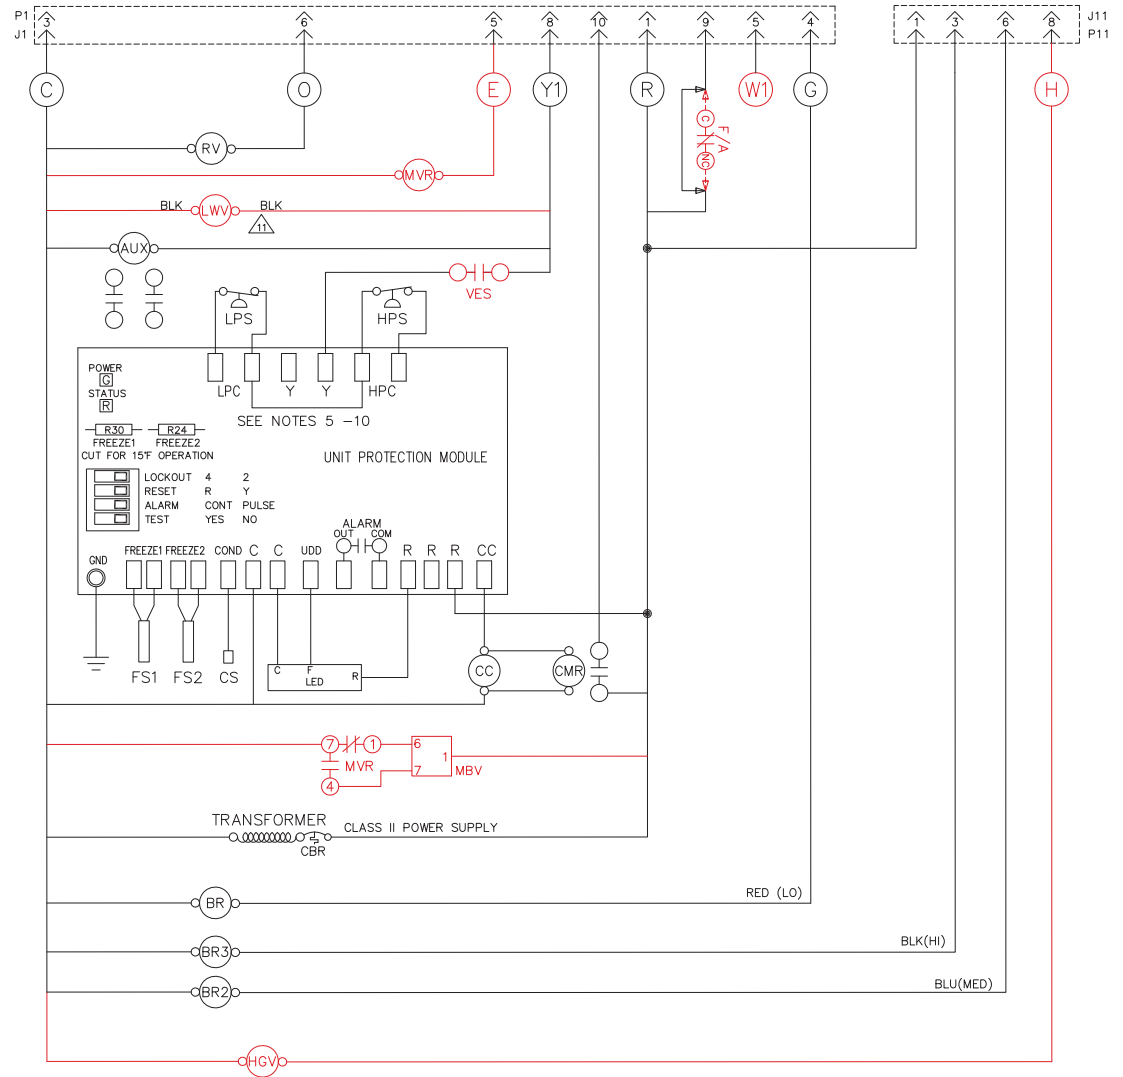 P1 3 6 5 8 10 1 9 5 4 1 3 6 8 J11
J1 P11
C O E Y1 R W1 G H
C
F/A
NC
RV
MVR
BLK LWV BLK
11
AUX
VES
LPS HPS
POWER
G
STATUS
R
LPC Y Y HPC
SEE NOTES 5 –10
R30 R24
FREEZE1 FREEZE2
CUT FOR 15°F OPERATION
UNIT PROTECTION MODULE
LOCKOUT 4 2
RESET R Y
ALARM CONT PULSE
TEST YES NO
ALARM
OUT COM
GND FREEZE1 FREEZE2 COND C C UDD R R R CC
FS1 FS2 CS
C F R
LED
CC CMR
7 1 6
1
MVR 7 MBV
4
TRANSFORMER
CLASS II POWER SUPPLY
CBR
BR RED (LO)
BR3 BLK(HI)
BR2 BLU(MED)
HGV